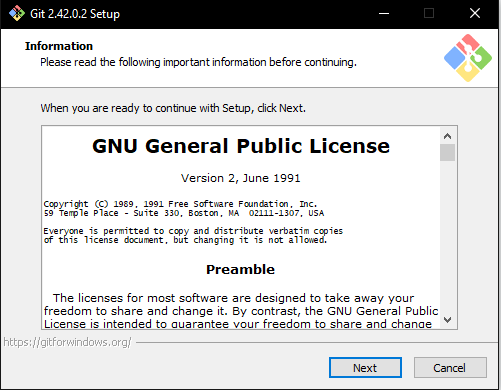 Git 2.42.0.2 Setup
Information
Please read the following important information before continuing.
When you are ready to continue with Setup, click Next.
GNU General Public License
Version 2, June 1991
Copyright (C) 1989, 1991 Free Software Foundation, Inc.
59 Temple Place - Suite 330, Boston, MA  02111-1307, USA
Everyone is permitted to copy and distribute verbatim copies
of this license document, but changing it is not allowed.
Preamble
The licenses for most software are designed to take away your
freedom to share and change it. By contrast, the GNU General Public
License is intended to guarantee your freedom to share and change
https://gitforwindows.org/
Next
Cancel